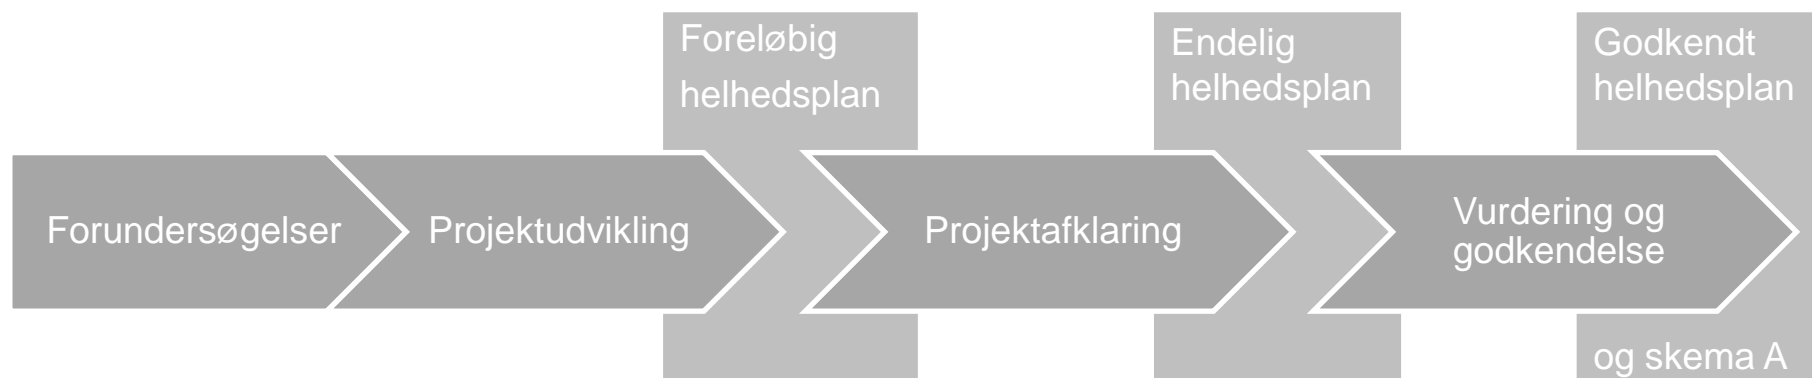 Foreløbig
helhedsplan
Endelig
helhedsplan
Godkendt
helhedsplan
Forundersøgelser
Projektudvikling
Projektafklaring
Vurdering og
godkendelse
og skema A